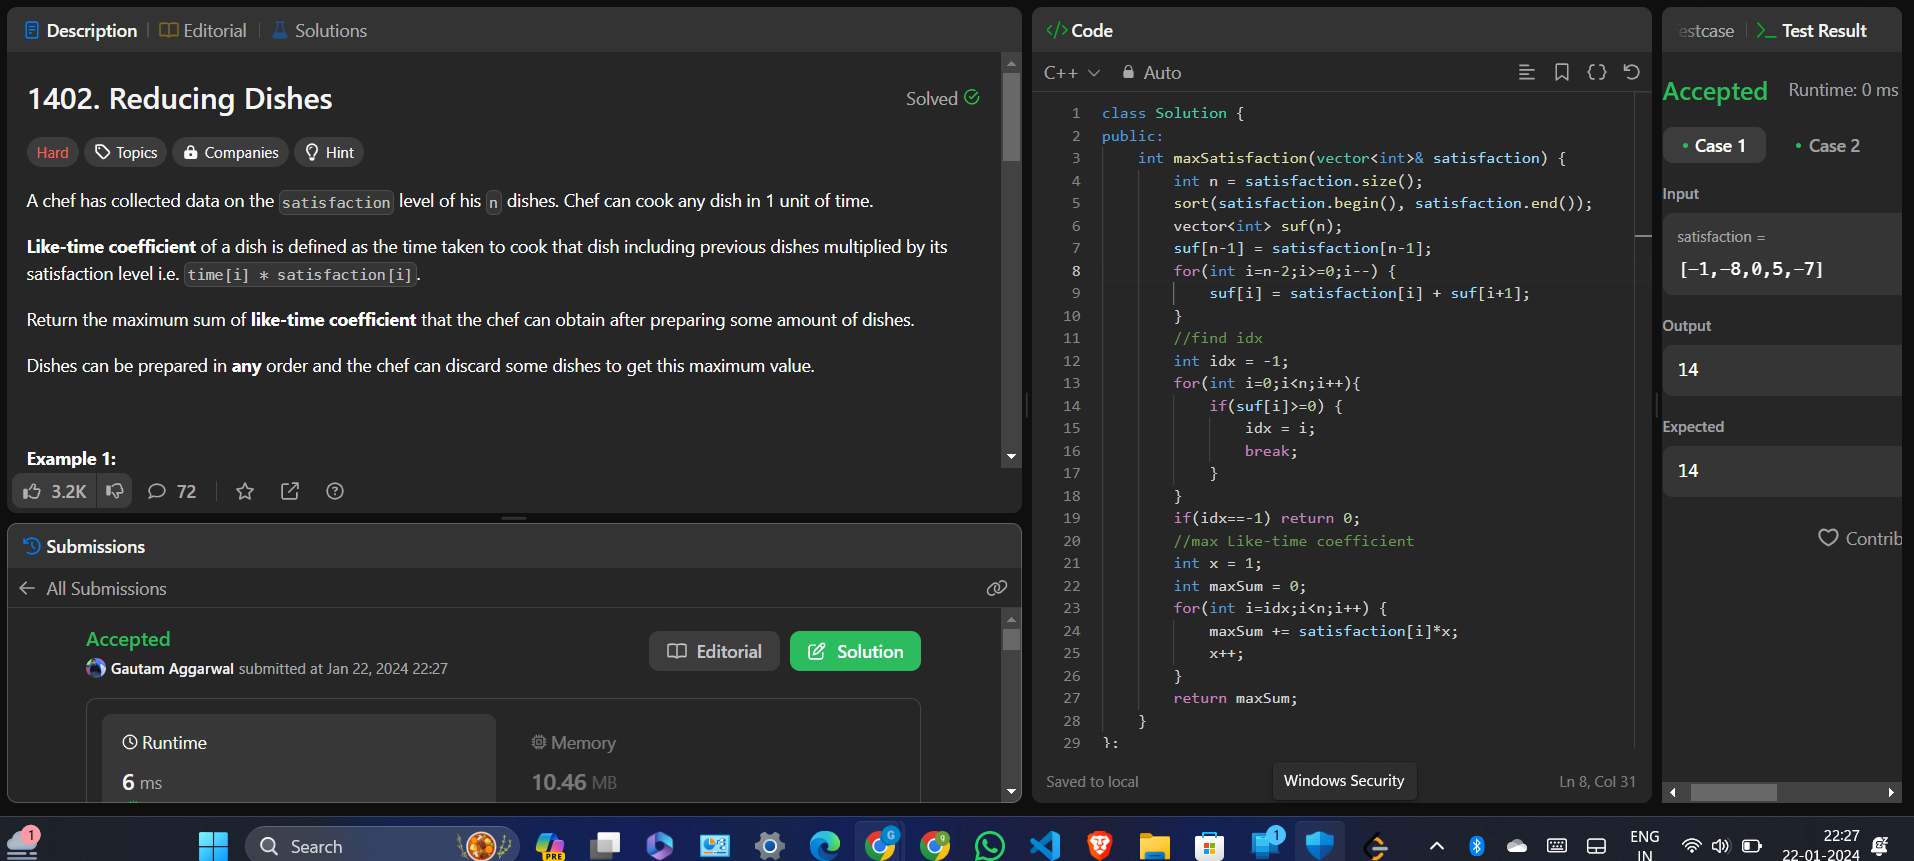 Description
Editorial
Solutions
1402. Reducing Dishes
Solved
Hard
Topics
Companies
Hint
A chef has collected data on the satisfaction level of his n dishes. Chef can cook any dish in 1 unit of time.
Like-time coefficient of a dish is defined as the time taken to cook that dish including previous dishes multiplied by its
satisfaction level i.e. time[i] * satisfaction[i].
Return the maximum sum of like-time coefficient that the chef can obtain after preparing some amount of dishes.
Dishes can be prepared in any order and the chef can discard some dishes to get this maximum value.
Example 1:
3.2K
72
Submissions
All Submissions
Accepted
Editorial
Solution
Gautam Aggarwal submitted at Jan 22, 2024 22:27
Runtime
Memory
6 ms
10.46 MB
</> Code
C++
Auto
1 class Solution {
2 public:
3 int maxSatisfaction(vector<int>& satisfaction) {
4 int n = satisfaction.size();
5 sort(satisfaction.begin(), satisfaction.end());
6 vector<int> suf(n);
7 suf[n-1] = satisfaction[n-1];
8 for(int i=n-2;i>=0;i--) {
9 suf[i] = satisfaction[i] + suf[i+1];
10 }
11 //find idx
12 int idx = -1;
13 for(int i=0;i<n;i++){
14 if(suf[i]>=0) {
15 idx = i;
16 break;
17 }
18 }
19 if(idx==-1) return 0;
20 //max Like-time coefficient
21 int x = 1;
22 int maxSum = 0;
23 for(int i=idx;i<n;i++) {
24 maxSum += satisfaction[i]*x;
25 x++;
26 }
27 return maxSum;
28 }
29 };
Saved to local
Windows Security
Ln 8, Col 31
estcase
Test Result
Accepted
Runtime: 0 ms
Case 1
Case 2
Input
satisfaction =
[-1,-8,0,5,-7]
Output
14
Expected
14
Contrib
1
Search
PRE
G
g
1
ENG
IN
22:27
22-01-2024